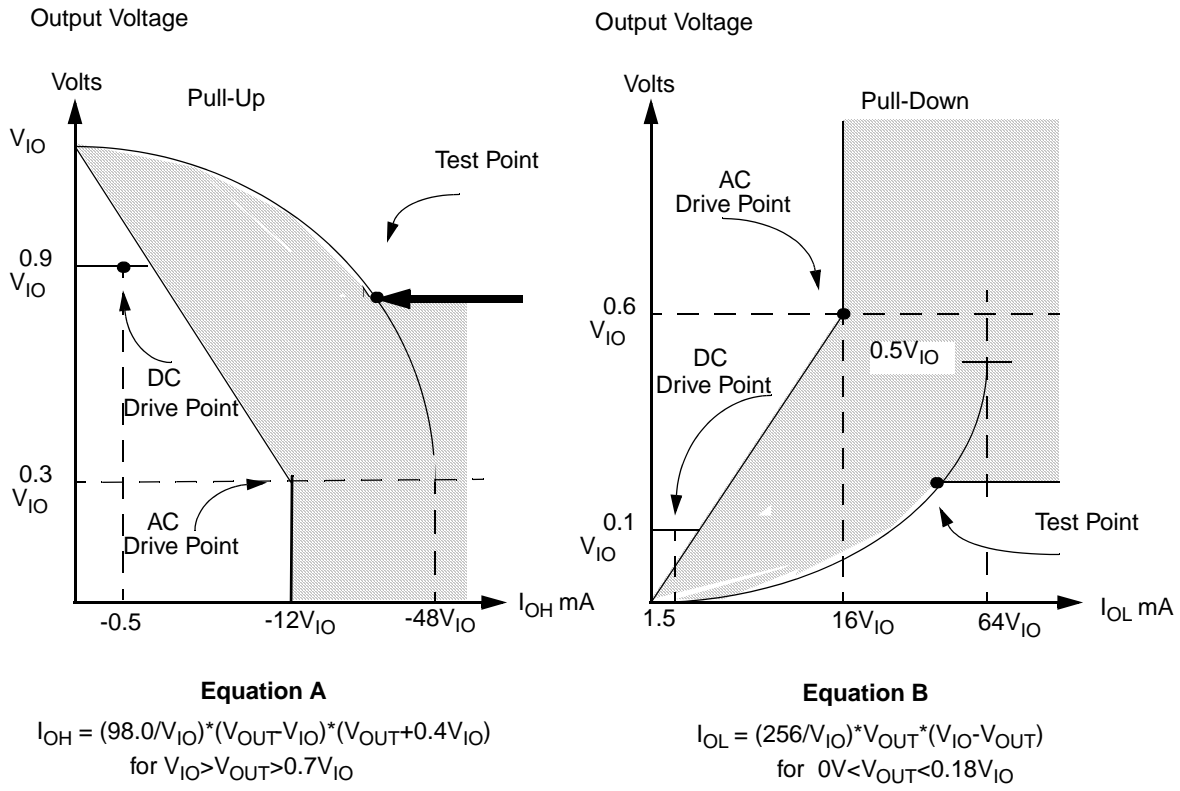 Output Voltage
Volts
Pull-Up
V_IO
Test Point
0.9
V_IO
DC
Drive Point
0.3
V_IO
AC
Drive Point
-0.5
-12V_IO
-48V_IO
I_OH mA
Equation A
I_OH = (98.0/V_IO)*(V_OUT-V_IO)*(V_OUT+0.4V_IO)
for V_IO>V_OUT>0.7V_IO
Output Voltage
Volts
Pull-Down
AC
Drive Point
0.6
V_IO
0.5V_IO
DC
Drive Point
0.1
V_IO
Test Point
1.5
16V_IO
64V_IO
I_OL mA
Equation B
I_OL = (256/V_IO)*V_OUT*(V_IO-V_OUT)
for 0V<V_OUT<0.18V_IO